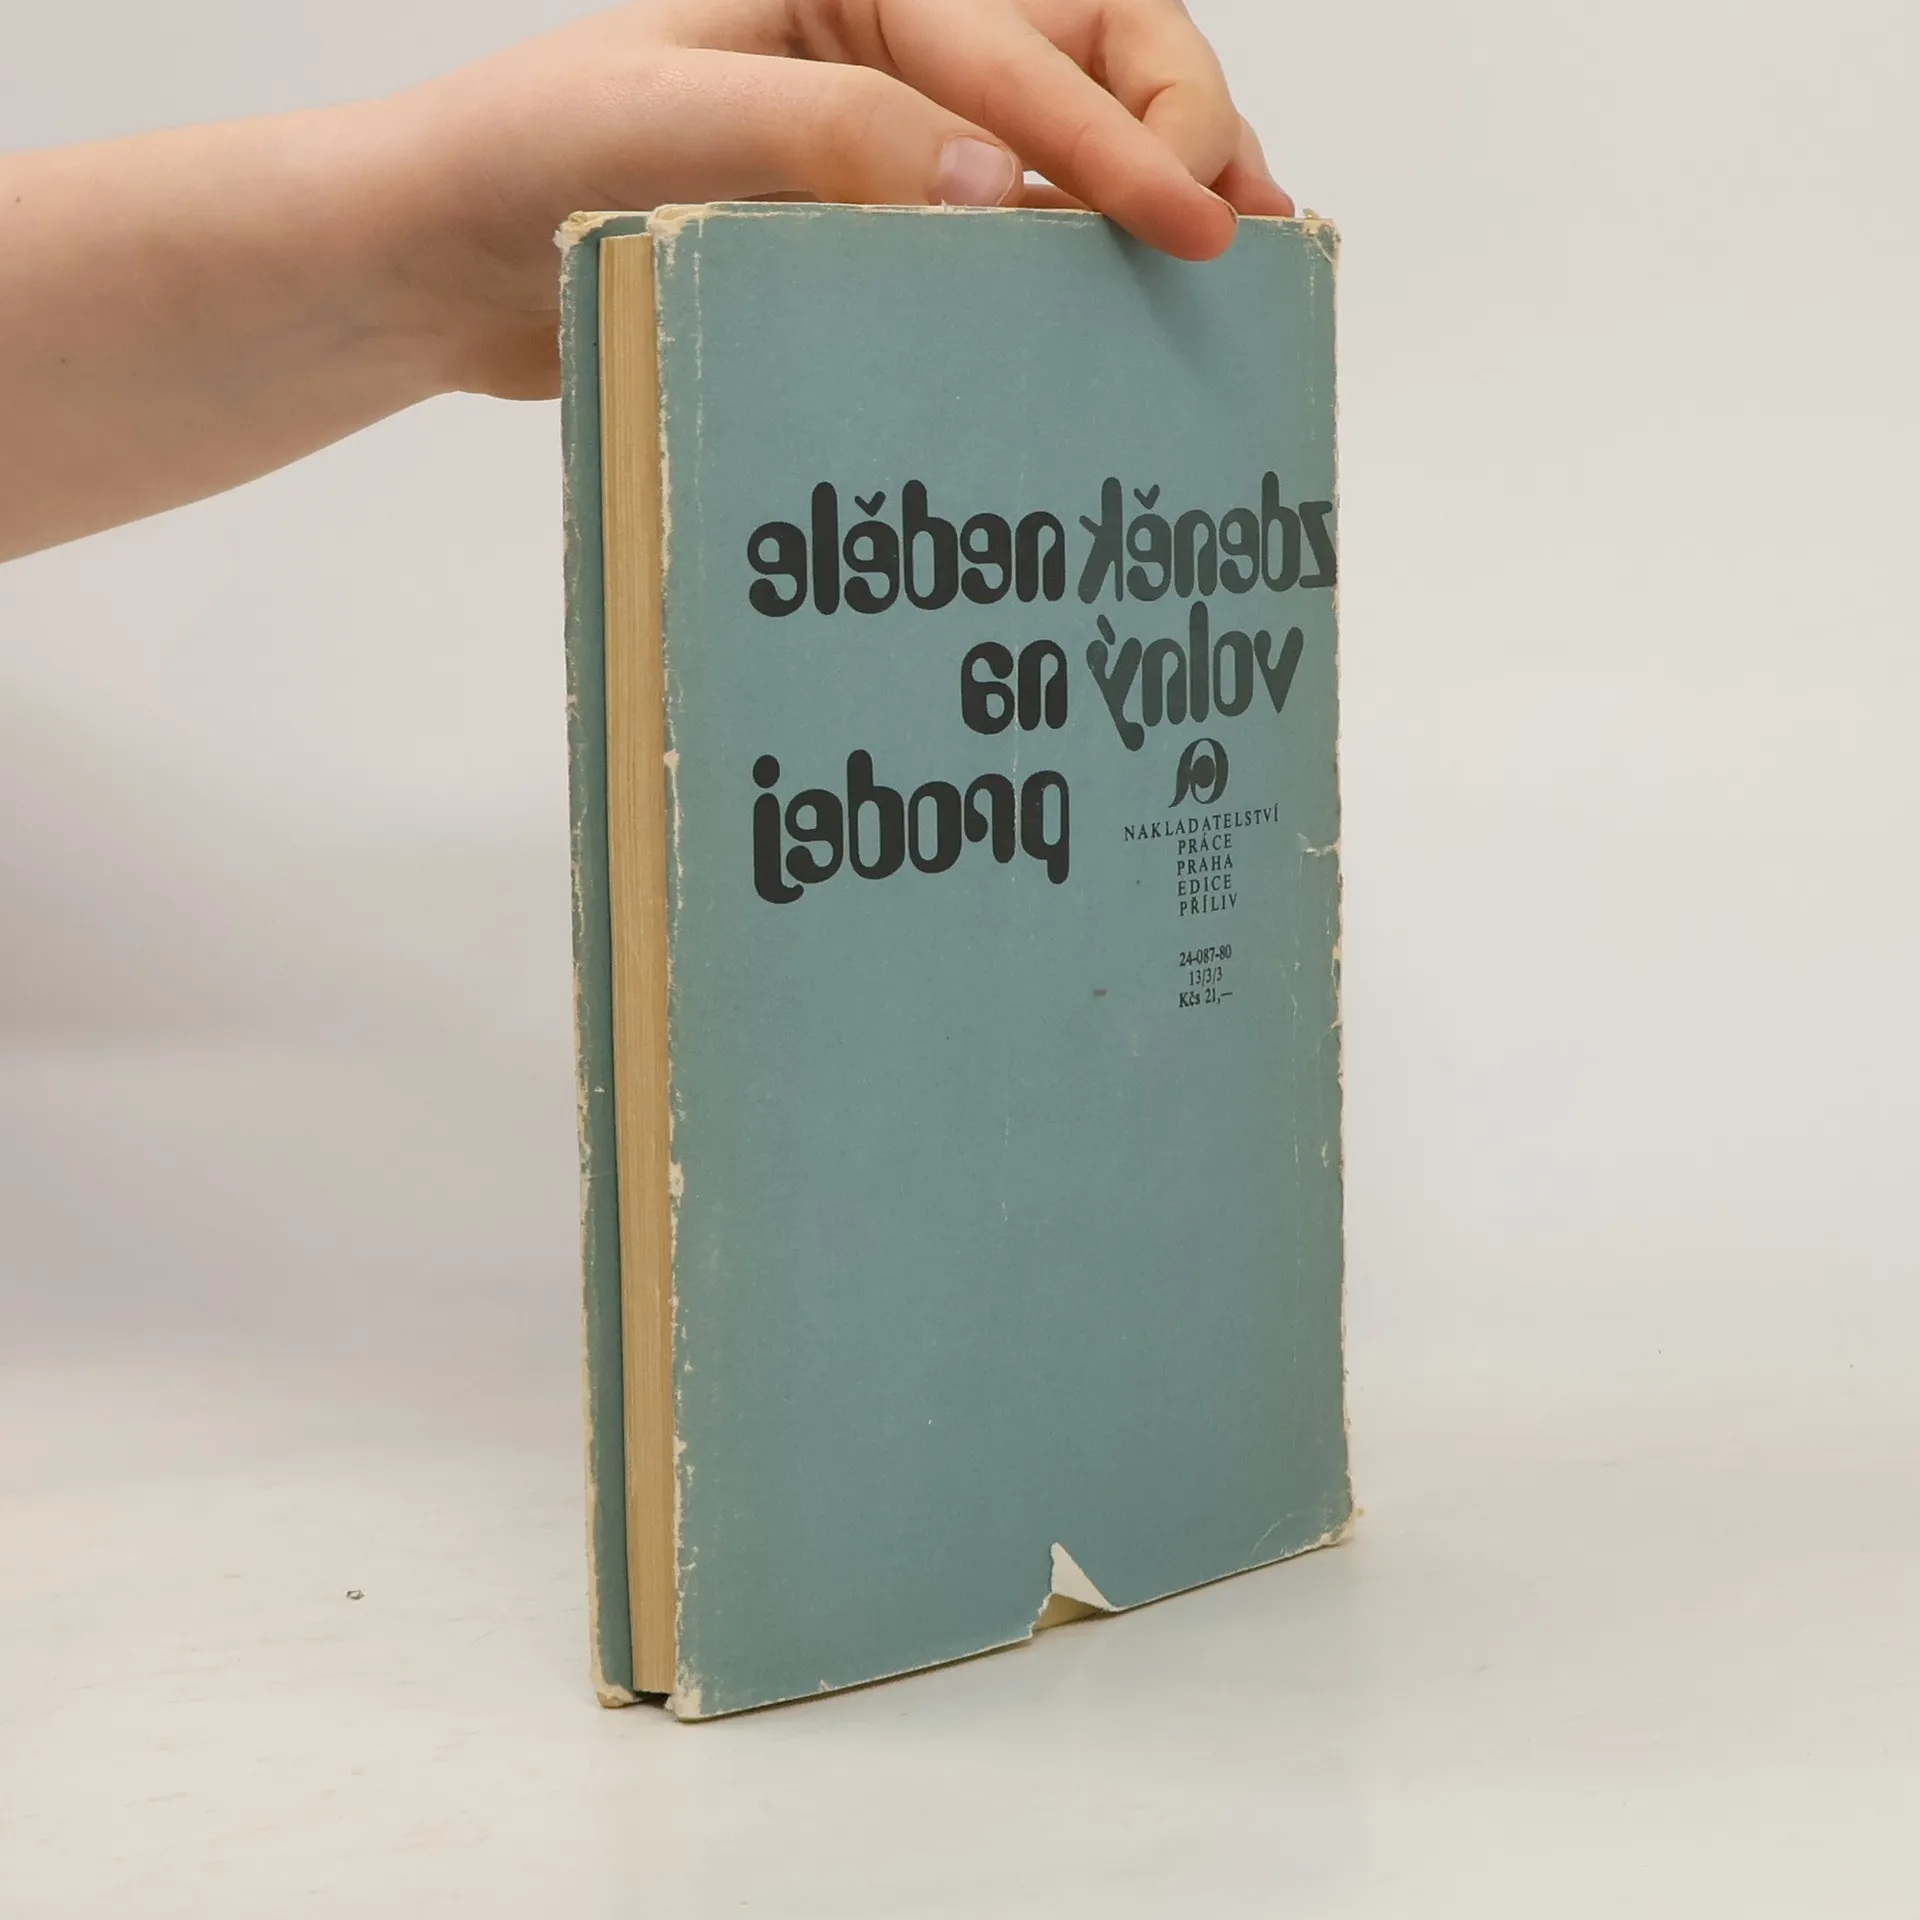 zdeněk neděle
volný na
prodej
NAKLADATELSTVÍ
PRÁCE
PRAHA
EDICE
PŘÍLIV
24-087-80
13/3/3
Kčs 21,—